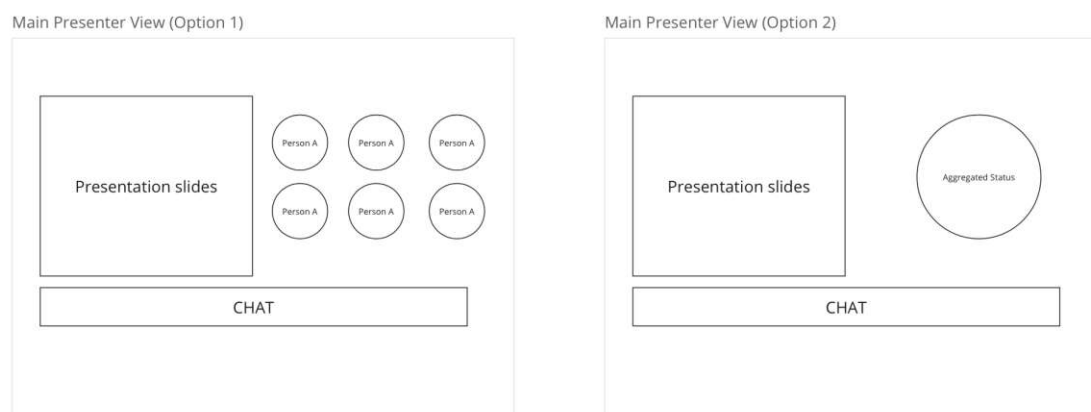 Main Presenter View (Option 1)
Presentation slides
Person A
Person A
Person A
Person A
Person A
Person A
CHAT
Main Presenter View (Option 2)
Presentation slides
Aggregated Status
CHAT